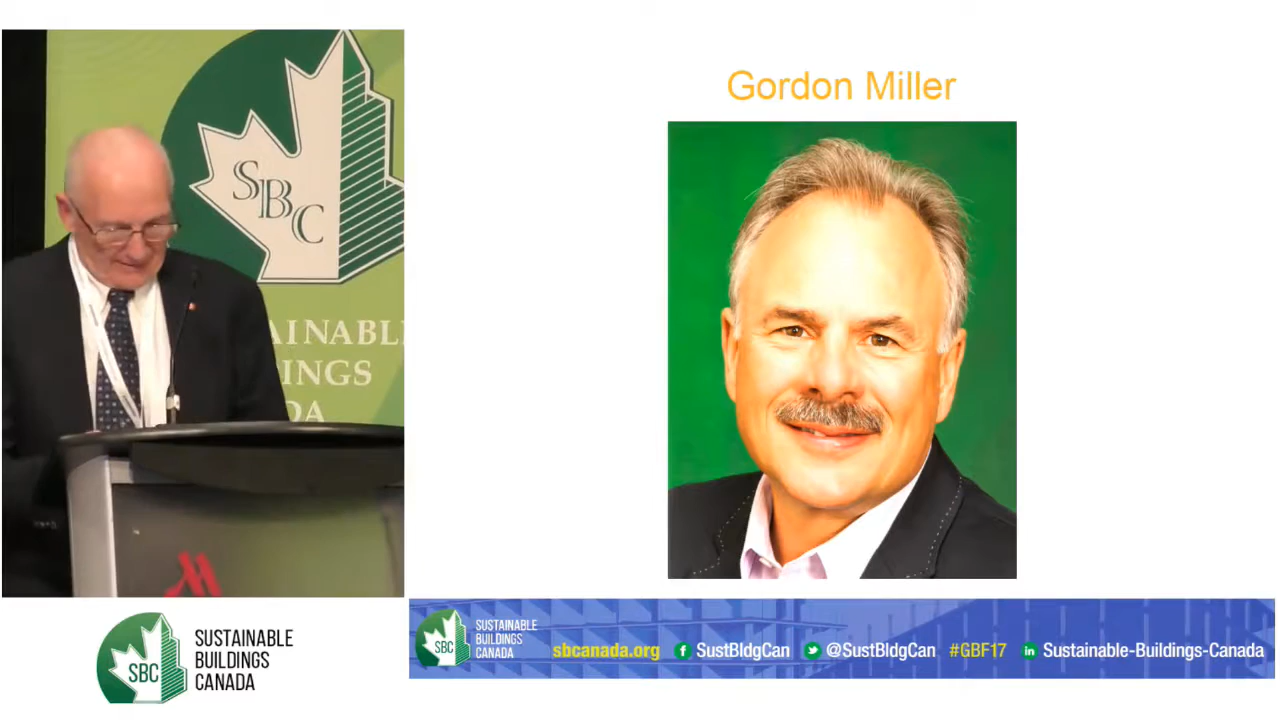 Gordon Miller
SBC
AINABL
INGS
DA
SUSTAINABLE
BUILDINGS
CANADA
SBC
SBC
SUSTAINABLE
BUILDINGS
CANADA
sbcanada.org
SustBldgCan
@SustBldgCan
#GBF17
in
Sustainable-Buildings-Canada